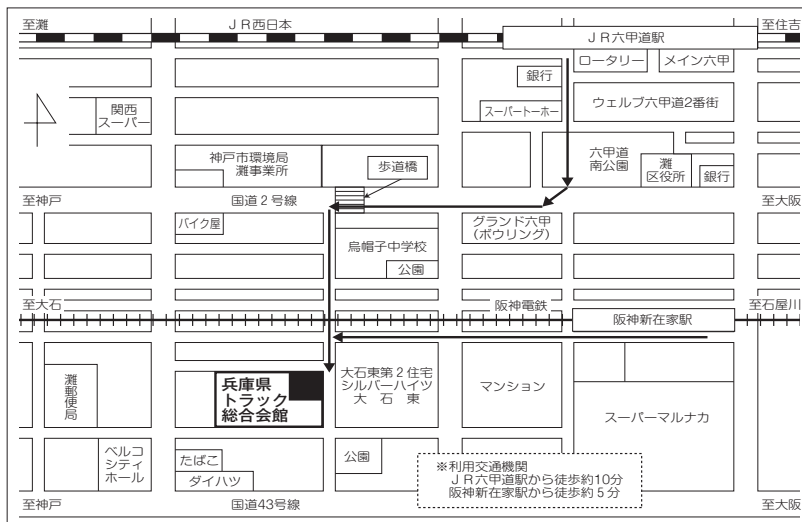 至灘
ＪＲ西日本
至住吉
ＪＲ六甲道駅
ロータリー
メイン六甲
銀行
関西
スーパー
スーパートーホー
ウェルブ六甲道2番街
神戸市環境局
灘事業所
歩道橋
六甲道
南公園
灘
区役所
銀行
至神戸
国道２号線
至大阪
バイク屋
グランド六甲
(ボウリング)
烏帽子中学校
公園
至大石
阪神電鉄
至石屋川
阪神新在家駅
灘郵便局
兵庫県
トラック
総合会館
大石東第２住宅
シルバーハイツ
大石東
マンション
スーパーマルナカ
ベルコ
シティ
ホール
たばこ
ダイハツ
公園
※利用交通機関
ＪＲ六甲道駅から徒歩約10分
阪神新在家駅から徒歩約５分
至神戸
国道43号線
至大阪